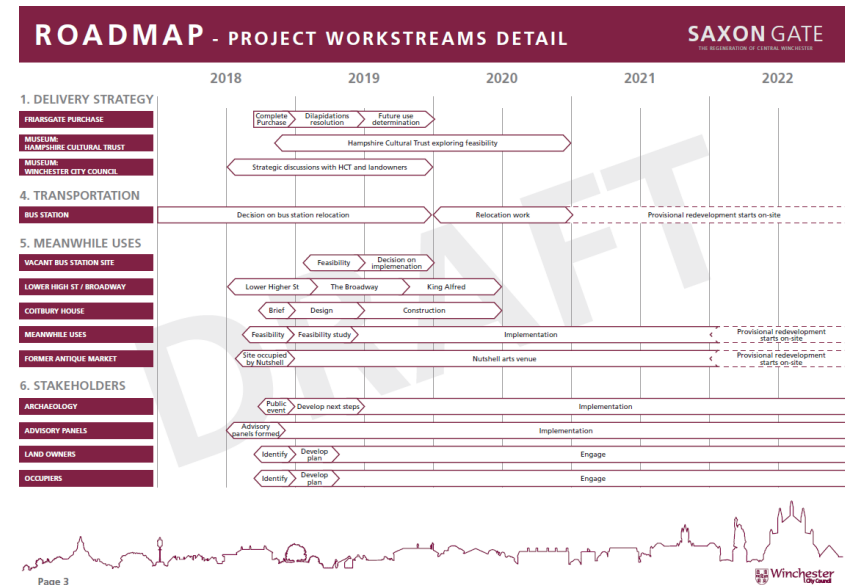 ROADMAP - PROJECT WORKSTREAMS DETAIL
SAXON GATE
THE REGENERATION OF CENTRAL WINCHESTER
2018 2019 2020 2021 2022
1. DELIVERY STRATEGY
FRIARSGATE PURCHASE
Complete
Purchase
Dilapidations
resolution
Future use
determination
MUSEUM:
HAMPSHIRE CULTURAL TRUST
Hampshire Cultural Trust exploring feasibility
MUSEUM:
WINCHESTER CITY COUNCIL
Strategic discussions with HCT and landowners
4. TRANSPORTATION
BUS STATION
Decision on bus station relocation
Relocation work
Provisional redevelopment starts on-site
5. MEANWHILE USES
VACANT BUS STATION SITE
Feasibility
Decision on
implemenation
LOWER HIGH ST / BROADWAY
Lower Higher St
The Broadway
King Alfred
COITBURY HOUSE
Brief
Design
Construction
MEANWHILE USES
Feasibility
Feasibility study
Implementation
Provisional redevelopment
starts on-site
FORMER ANTIQUE MARKET
Site occupied
by Nutshell
Nutshell arts venue
Provisional redevelopment
starts on-site
6. STAKEHOLDERS
ARCHAEOLOGY
Public
event
Develop next steps
Implementation
ADVISORY PANELS
Advisory
panels formed
Implementation
LAND OWNERS
Identify
Develop
plan
Engage
OCCUPIERS
Identify
Develop
plan
Engage
DRAFT
Page 3
Winchester
City Council